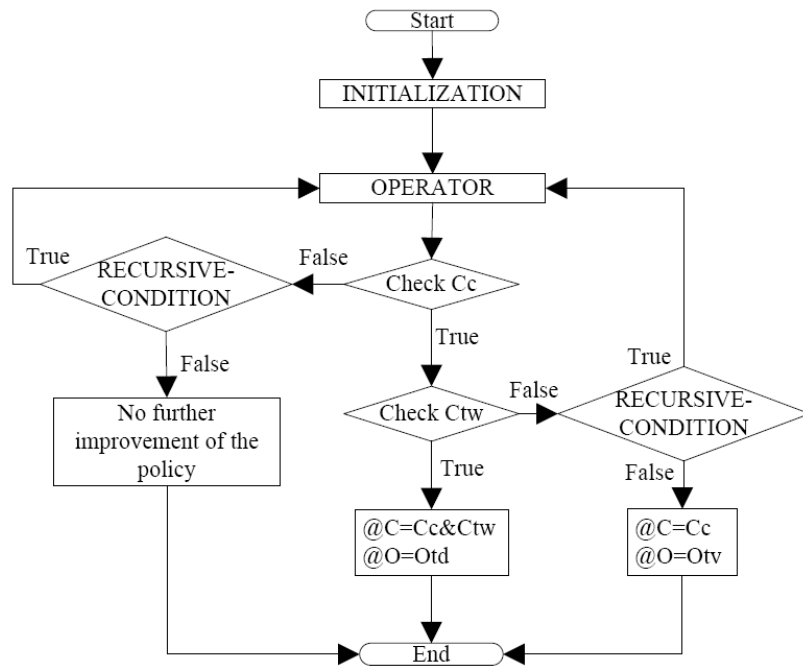 Start
INITIALIZATION
OPERATOR
True
RECURSIVE-
CONDITION
False
Check Cc
True
False
No further
improvement of the
policy
Check Ctw
False
True
RECURSIVE-
CONDITION
True
False
@C=Cc&Ctw
@O=Otd
@C=Cc
@O=Otv
End